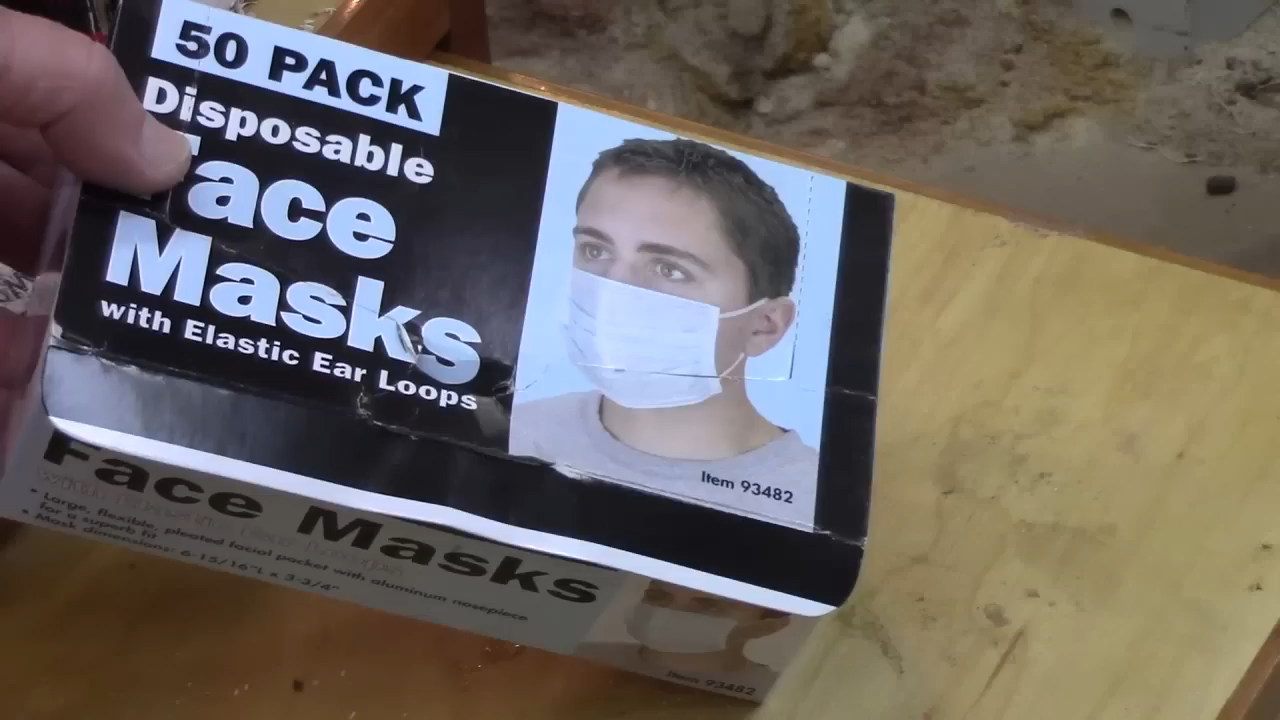 50 PACK
Disposable
Face
Masks
with Elastic Ear Loops
Item 93482
Face Masks
• Large, flexible, pleated facial pocket with aluminum nosepiece
for a superb fit
• Mask dimensions: 6-15/16"L x 3-3/4"
Item 93482